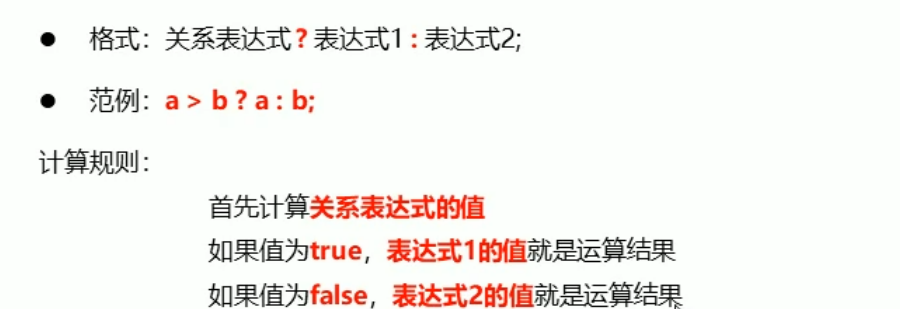 ● 格式：关系表达式？表达式1：表达式2;
● 范例：a > b ? a : b;
计算规则：
首先计算关系表达式的值
如果值为true，表达式1的值就是运算结果
如果值为false，表达式2的值就是运算结果